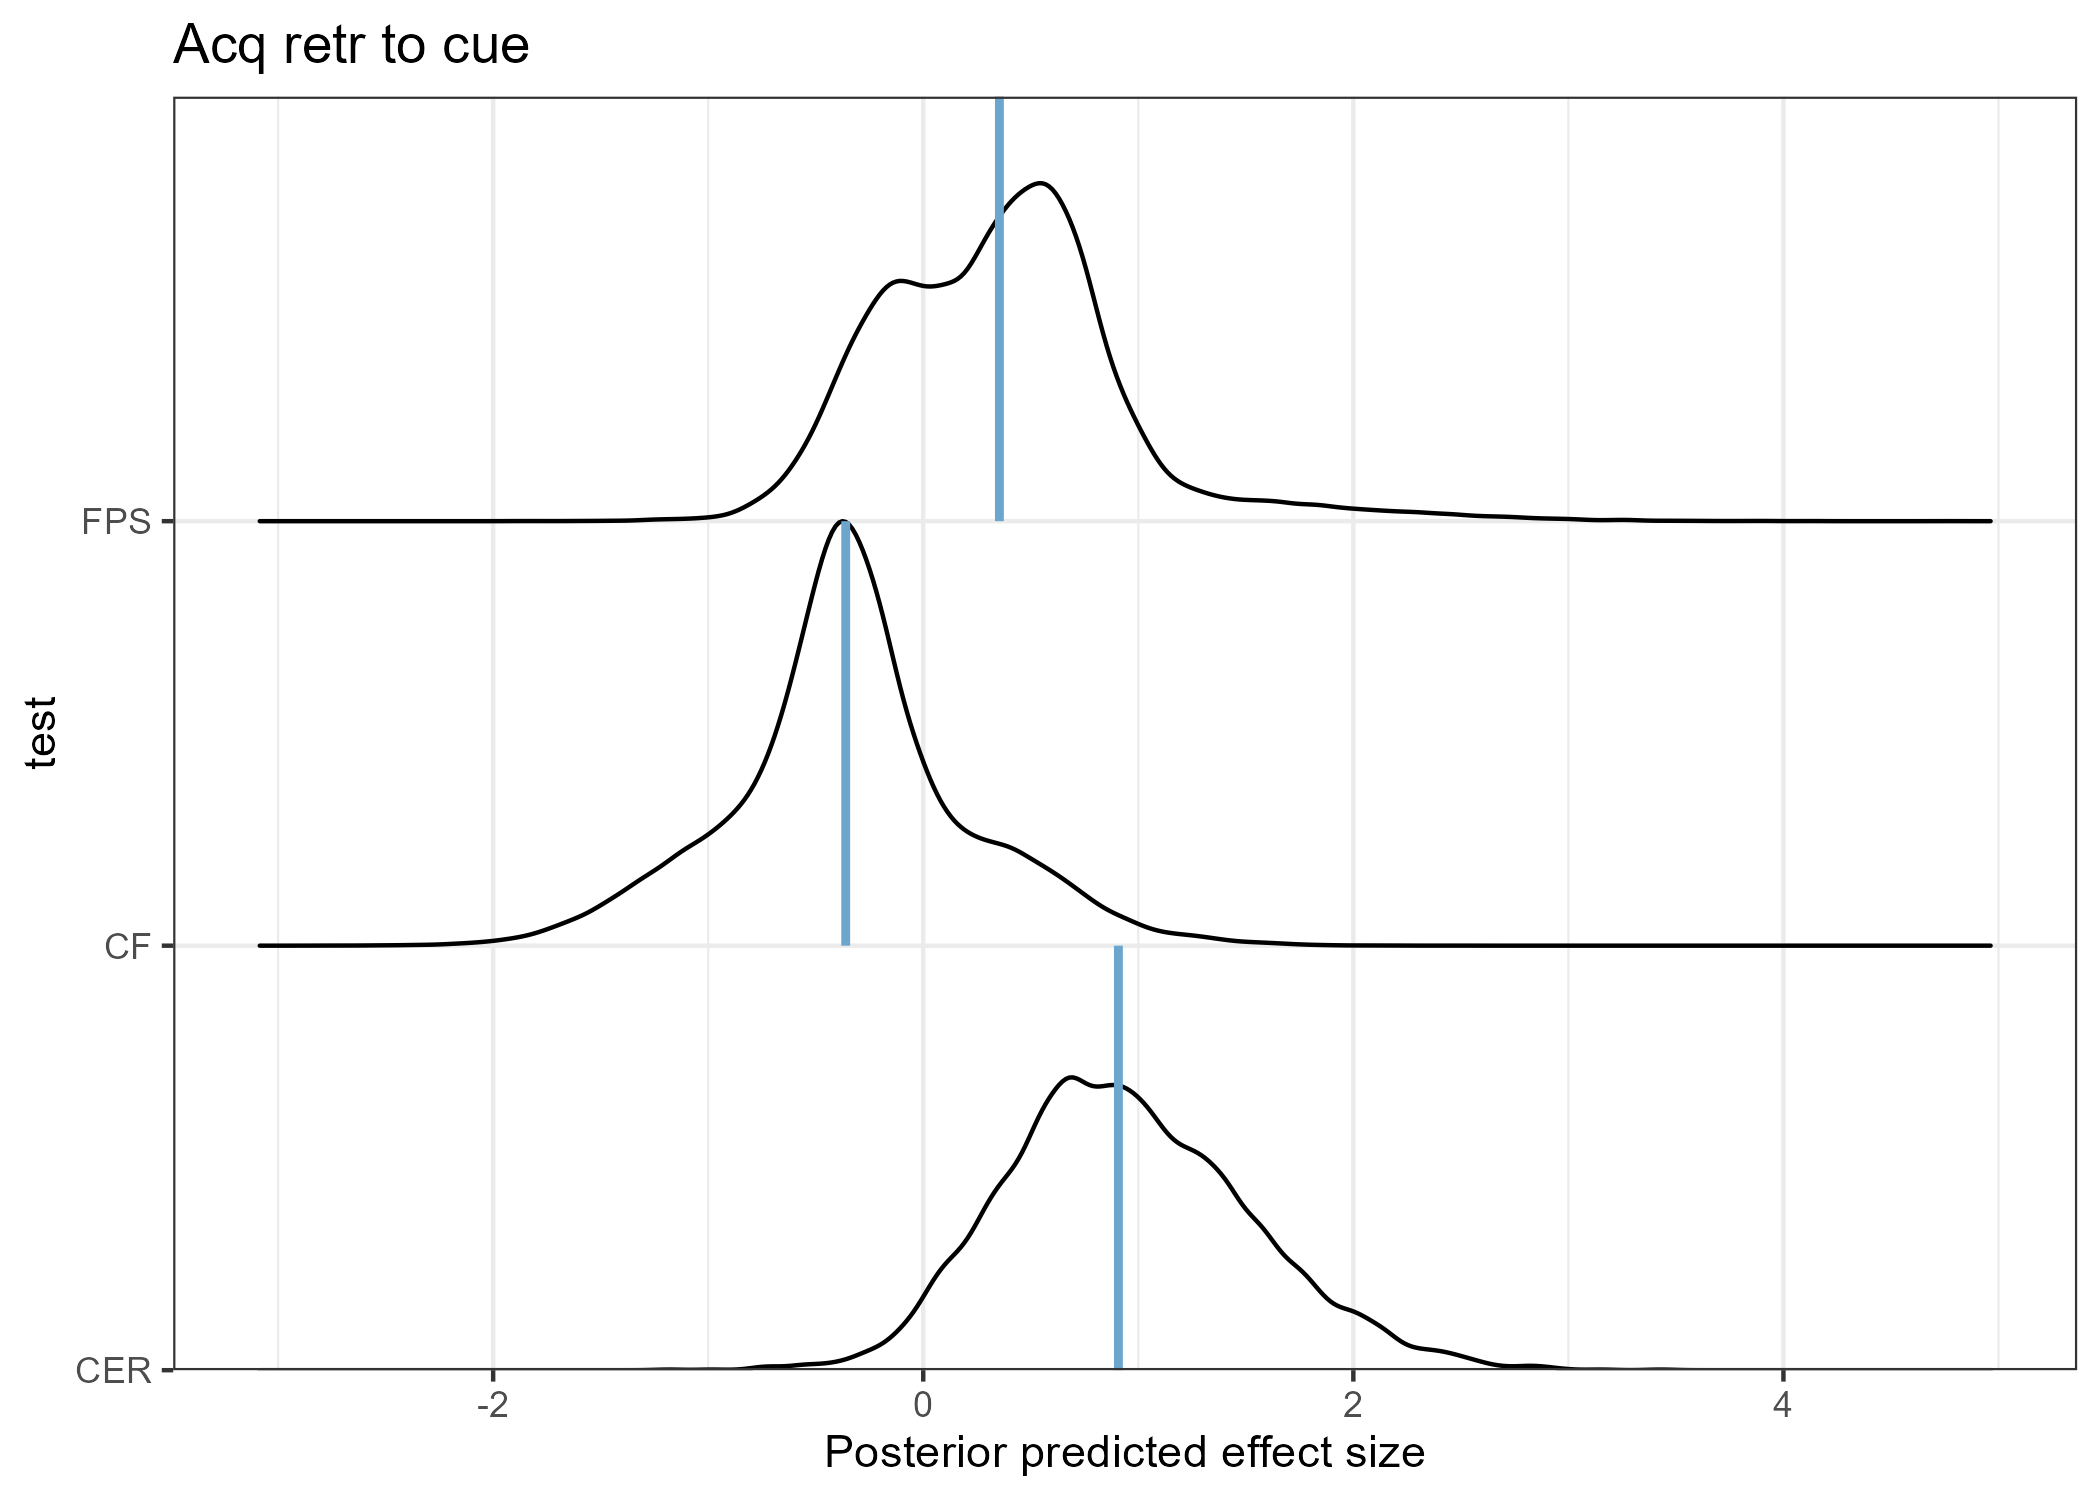 Acq retr to cue
test
FPS
CF
CER
-2 0 2 4
Posterior predicted effect size